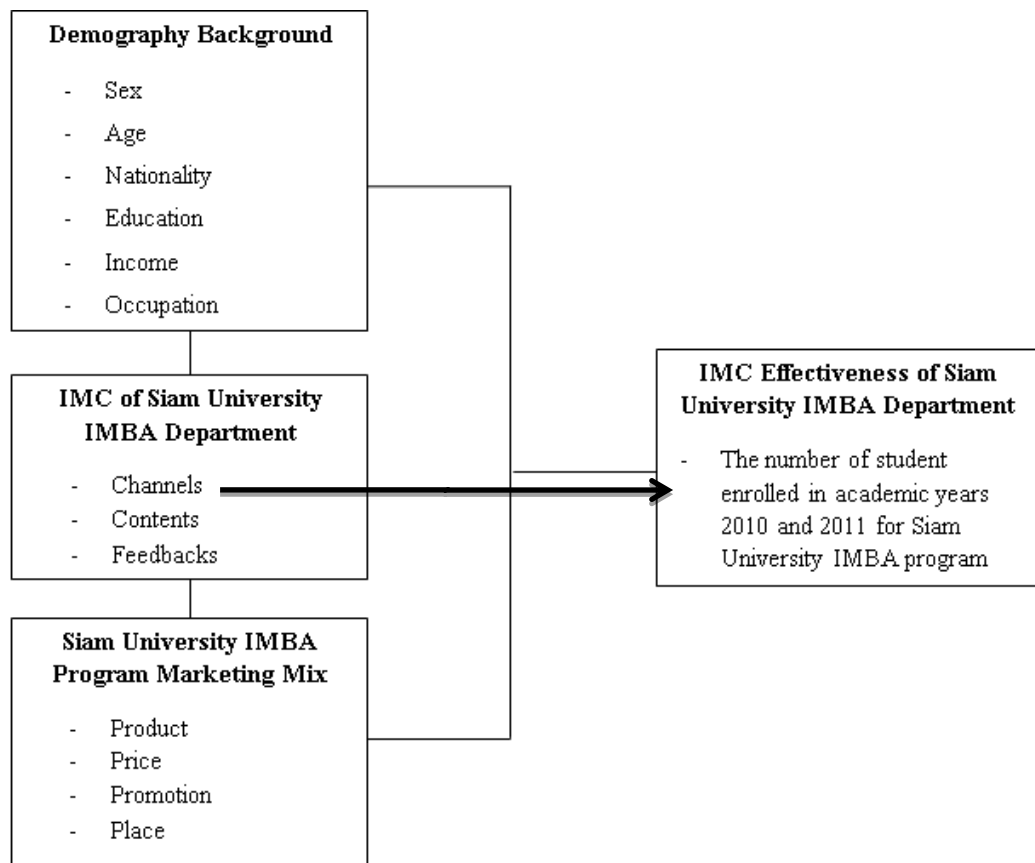 Demography Background
- Sex
- Age
- Nationality
- Education
- Income
- Occupation
IMC of Siam University
IMBA Department
- Channels
- Contents
- Feedbacks
Siam University IMBA
Program Marketing Mix
- Product
- Price
- Promotion
- Place
IMC Effectiveness of Siam
University IMBA Department
- The number of student
enrolled in academic years
2010 and 2011 for Siam
University IMBA program